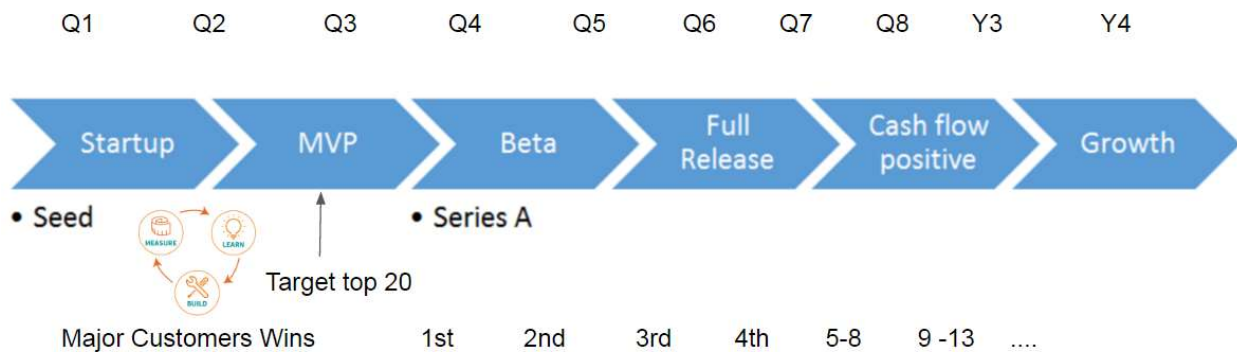 Q1 Q2 Q3 Q4 Q5 Q6 Q7 Q8 Y3 Y4
Startup
MVP
Beta
Full
Release
Cash flow
positive
Growth
• Seed
• Series A
MEASURE
LEARN
BUILD
Target top 20
Major Customers Wins 1st 2nd 3rd 4th 5-8 9 -13 ....